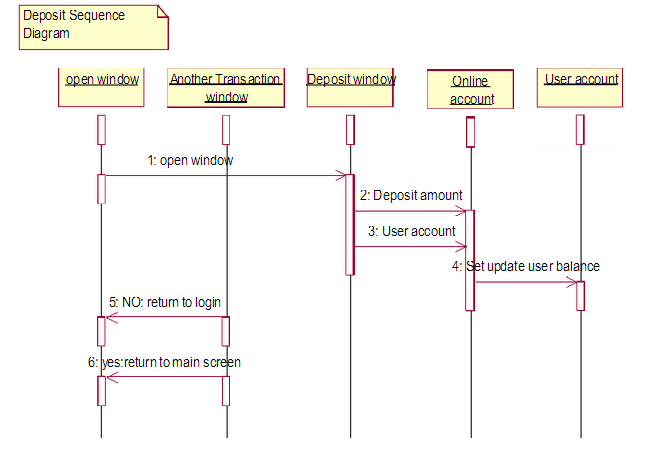 Deposit Sequence
Diagram
open window
Another Transaction
window
Deposit window
Online
account
User account
1: open window
2: Deposit amount
3: User account
4: Set update user balance
5: NO: return to login
6: yes:return to main screen